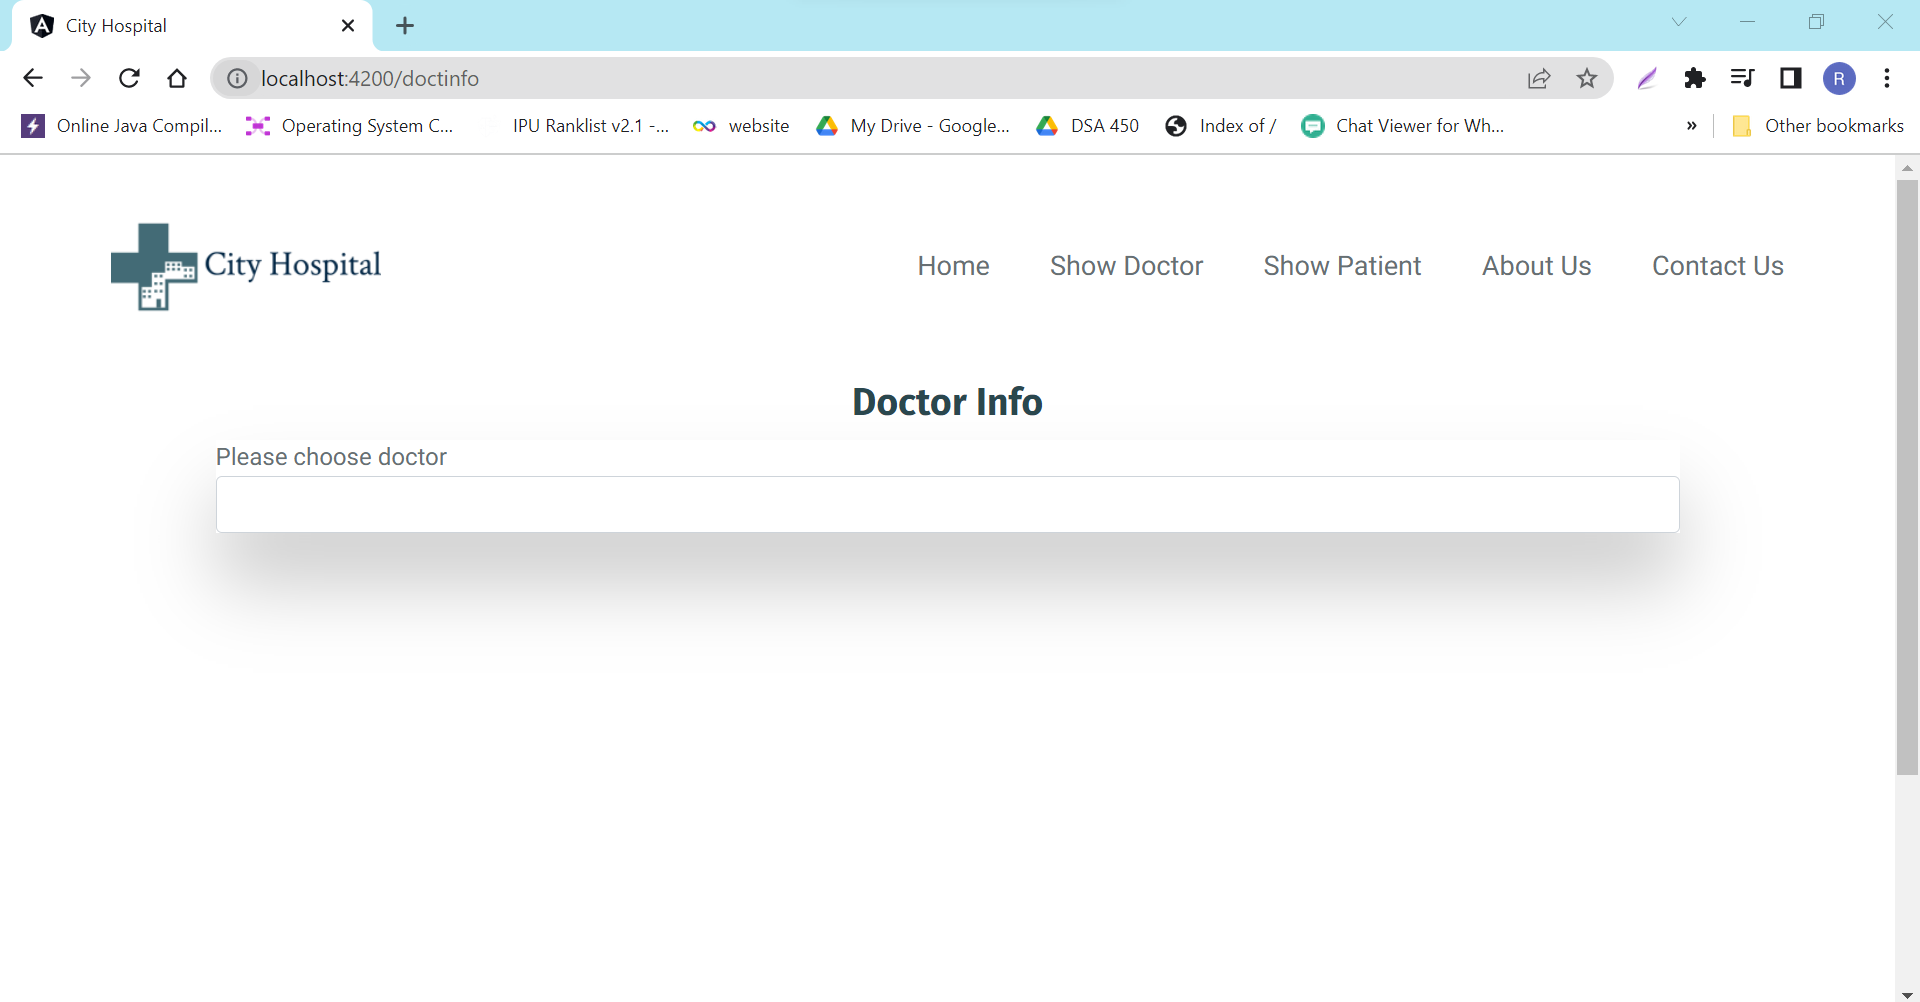 City Hospital
localhost:4200/doctinfo
R
Online Java Compil... Operating System C... IPU Ranklist v2.1 -... website My Drive - Google... DSA 450 Index of / Chat Viewer for Wh... » Other bookmarks
City Hospital Home Show Doctor Show Patient About Us Contact Us
Doctor Info
Please choose doctor